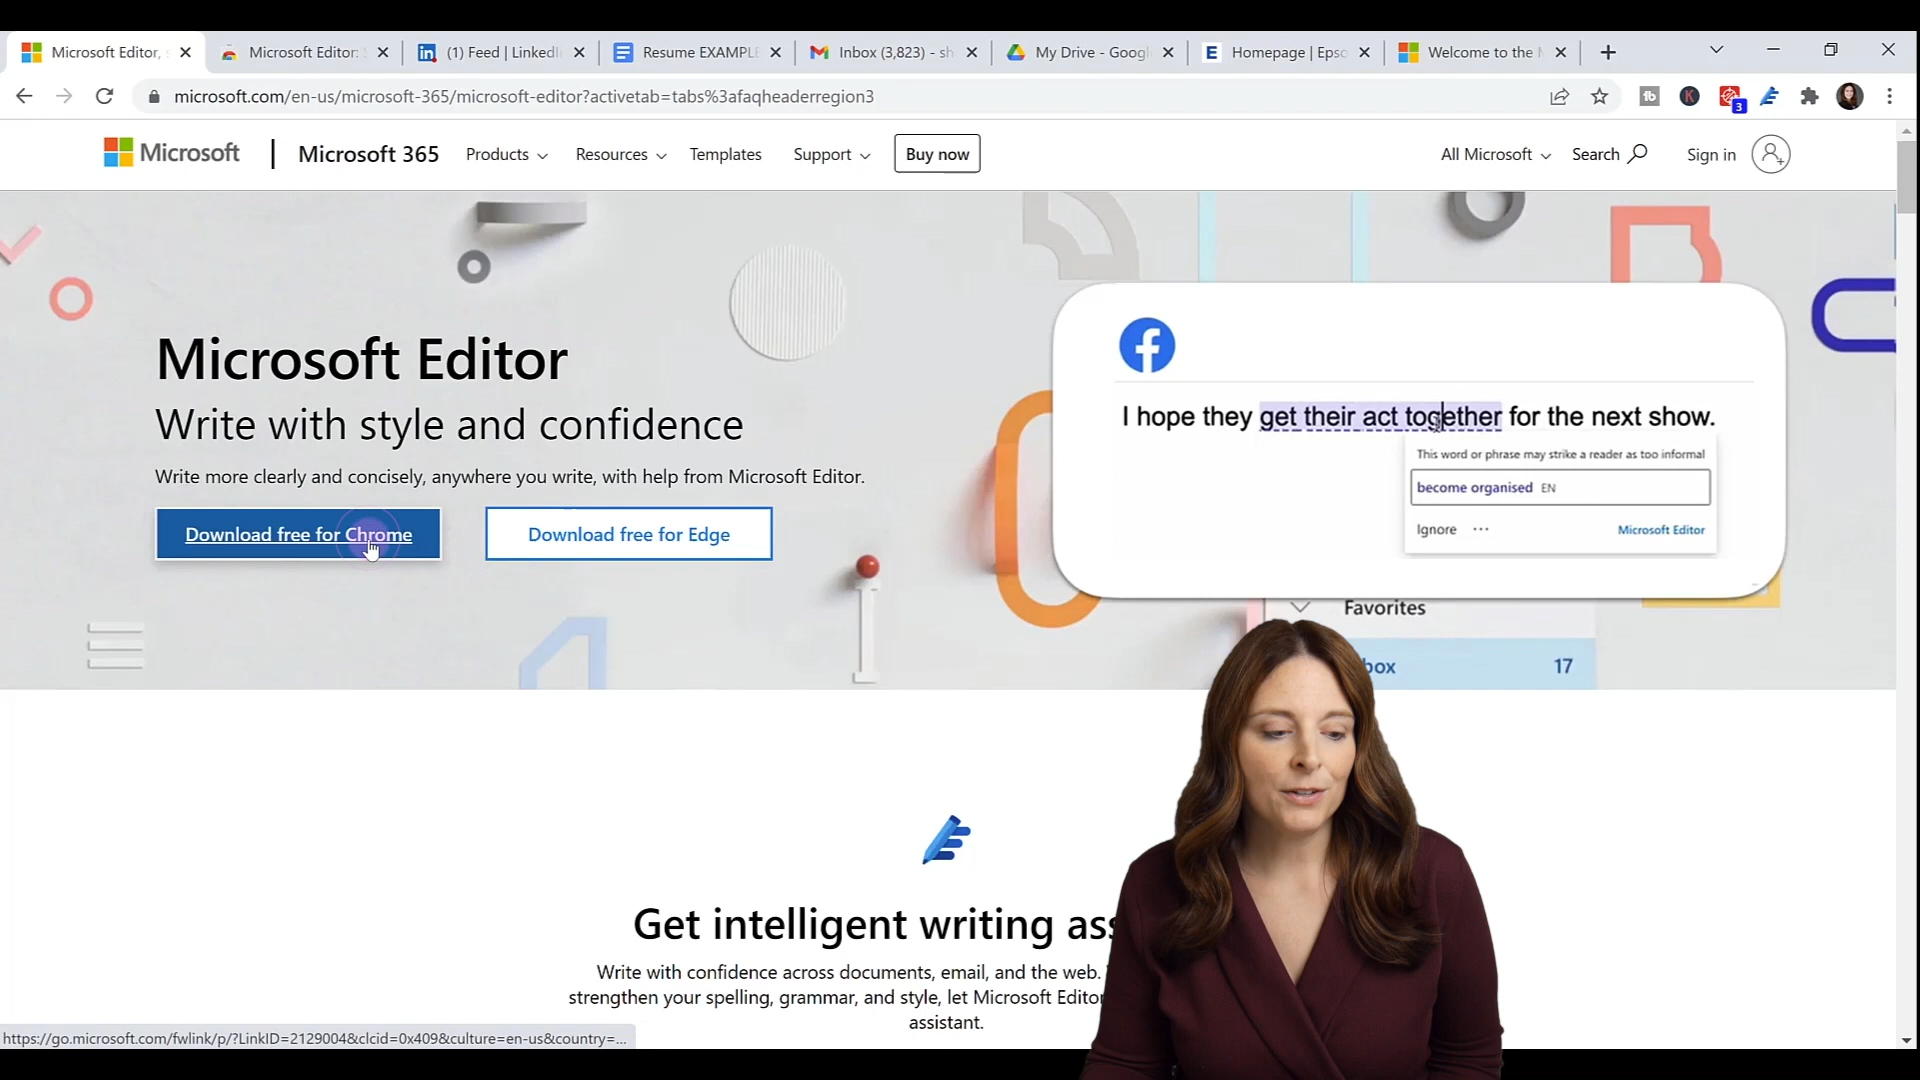 Microsoft Editor, s
Microsoft Editor: S
(1) Feed | LinkedIn
Resume EXAMPLE
Inbox (3,823) - sh
My Drive - Google
Homepage | Epso
Welcome to the M
microsoft.com/en-us/microsoft-365/microsoft-editor?activetab=tabs%3afaqheaderregion3
3
Microsoft
Microsoft 365
Products
Resources
Templates
Support
Buy now
All Microsoft
Search
Sign in
Microsoft Editor
Write with style and confidence
Write more clearly and concisely, anywhere you write, with help from Microsoft Editor.
Download free for Chrome
Download free for Edge
I hope they get their act together for the next show.
This word or phrase may strike a reader as too informal
become organised EN
Ignore ...
Microsoft Editor
Favorites
box 17
Get intelligent writing ass
Write with confidence across documents, email, and the web.
strengthen your spelling, grammar, and style, let Microsoft Editor
assistant.
https://go.microsoft.com/fwlink/p/?LinkID=2129004&clcid=0x409&culture=en-us&country=...